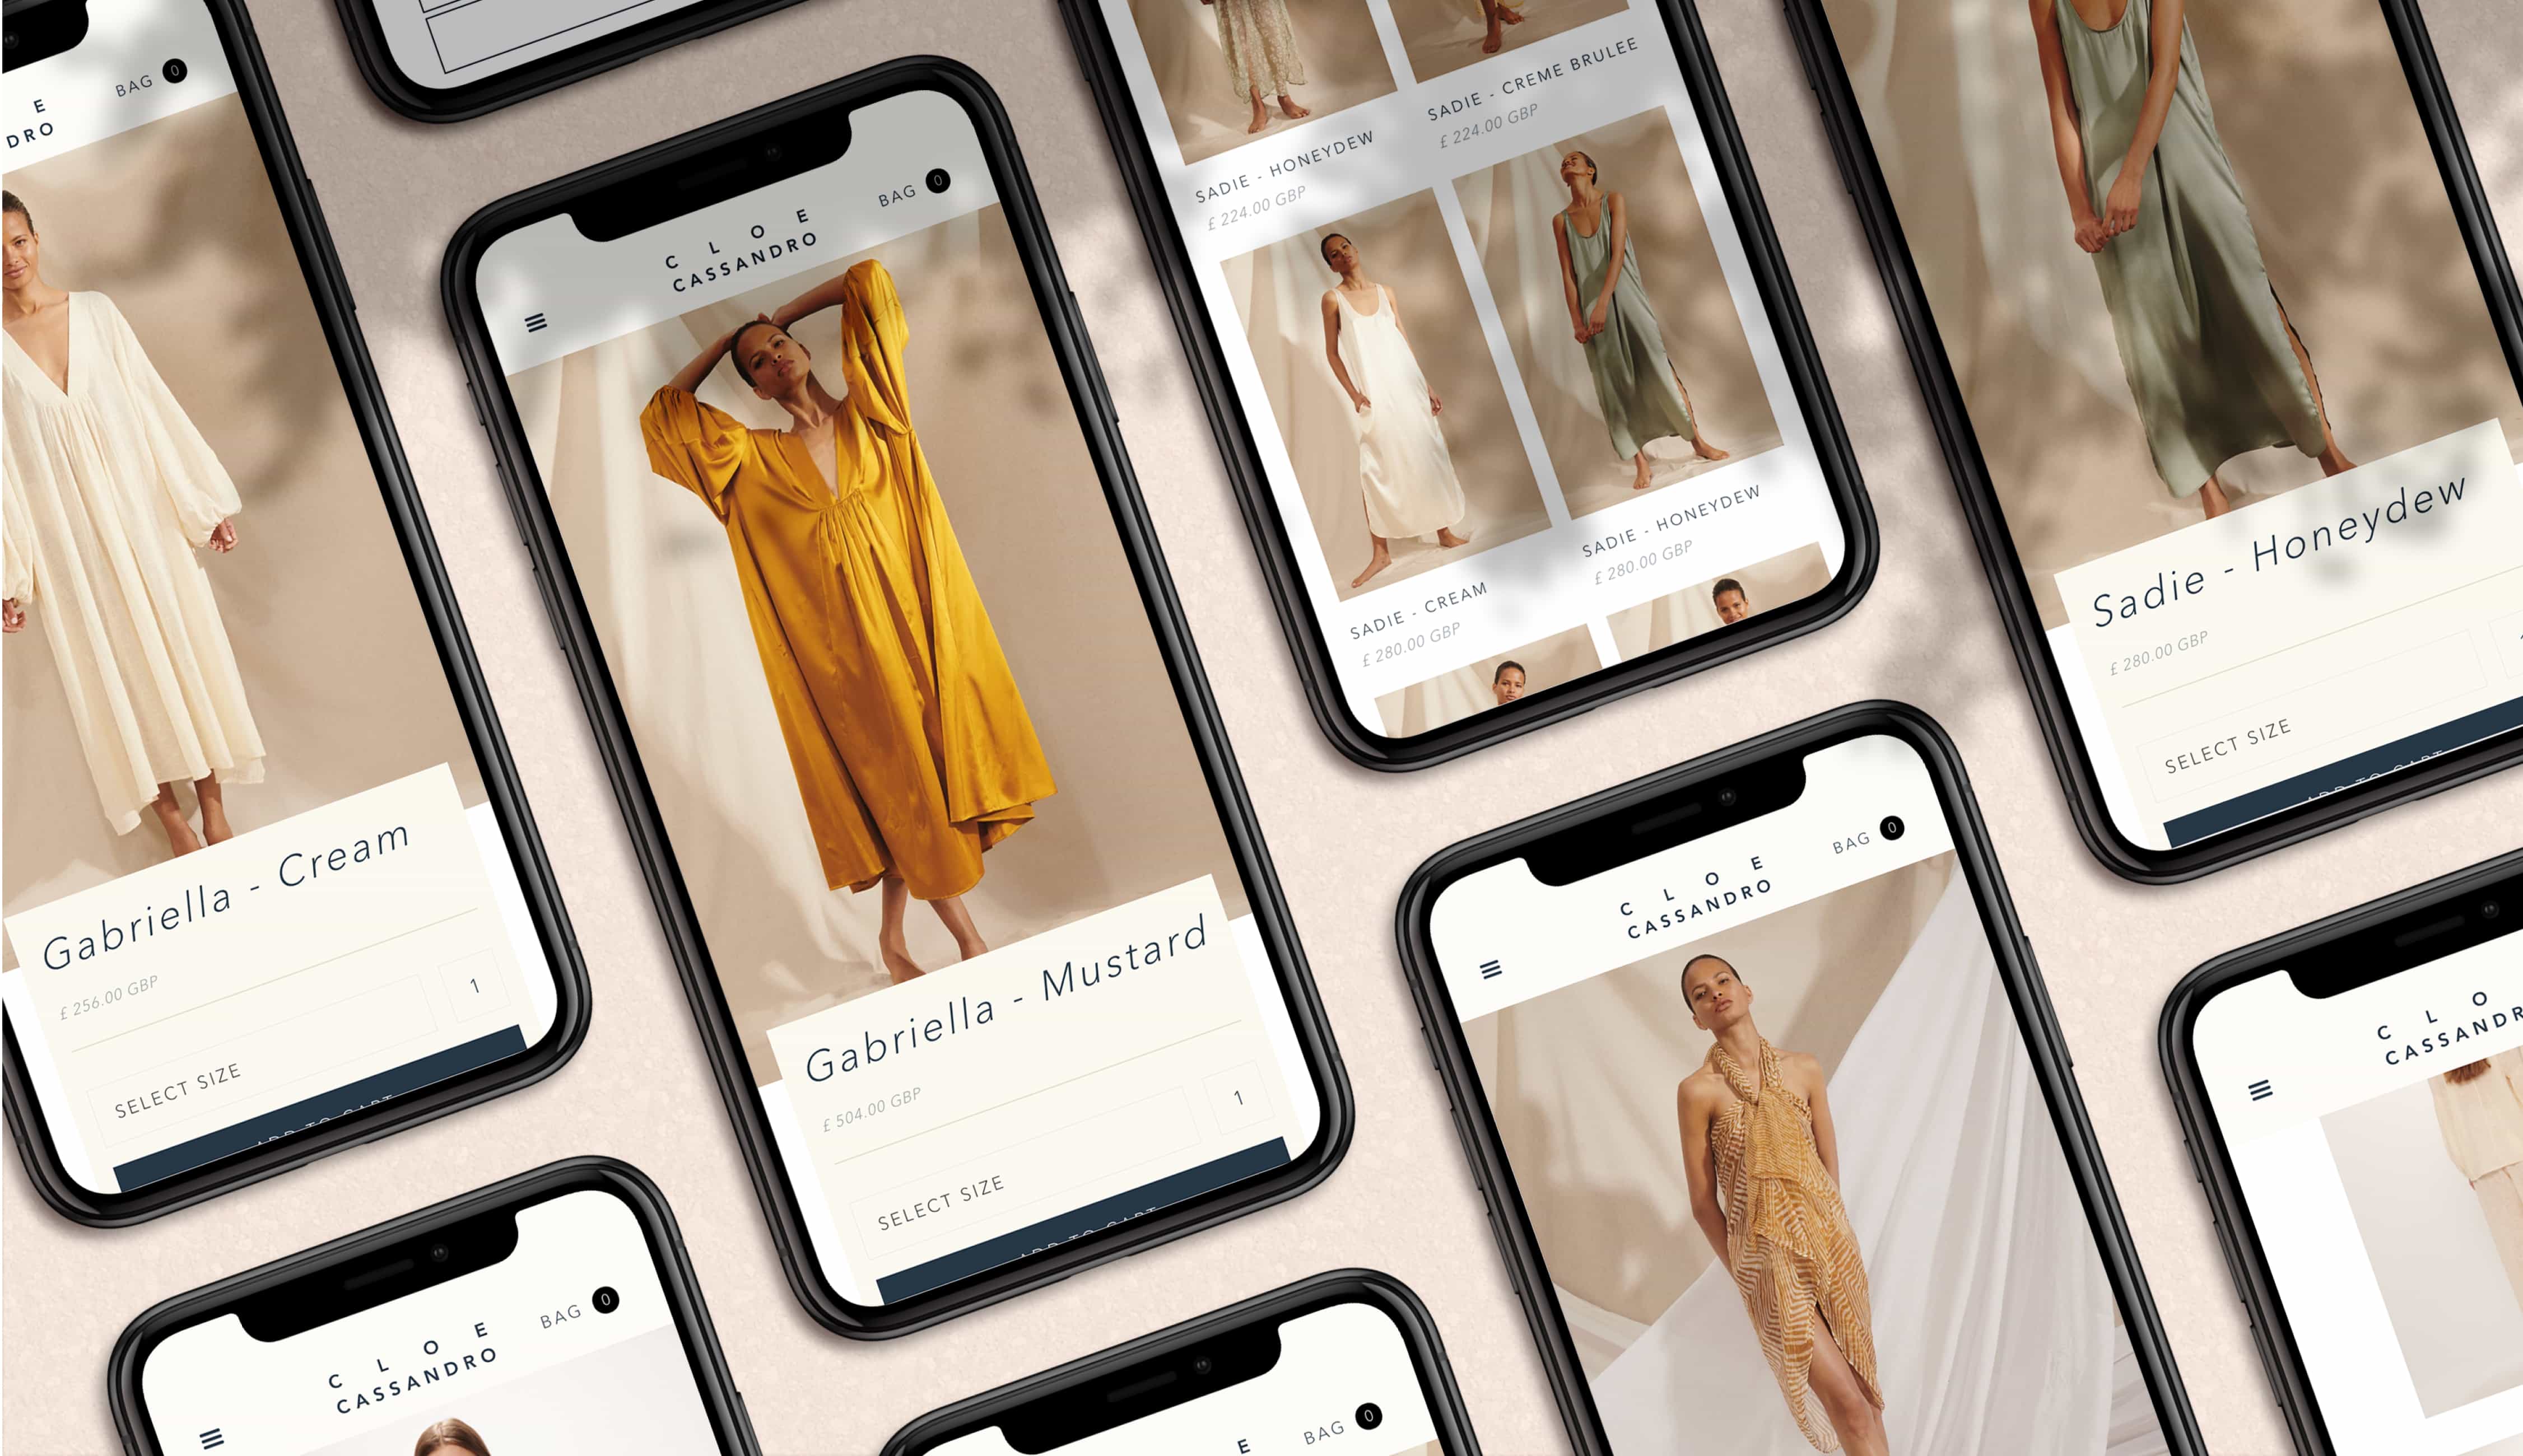 E
DRO
BAG 0
Gabriella - Cream
£ 256.00 GBP
1
SELECT SIZE
ADD TO CART
C L O E
CASSANDRO
BAG 0
Gabriella - Mustard
£ 504.00 GBP
1
SELECT SIZE
ADD TO CART
SADIE - HONEYDEW
£ 224.00 GBP
SADIE - CREME BRULEE
£ 224.00 GBP
SADIE - CREAM
£ 280.00 GBP
SADIE - HONEYDEW
£ 280.00 GBP
Sadie - Honeydew
£ 280.00 GBP
SELECT SIZE
ADD TO CART
C L O E
CASSANDRO
BAG 0
C L O
CASSANDR
C L O E
CASSANDRO
BAG 0
E
BAG 0